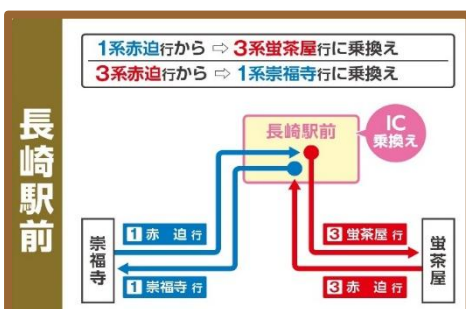 長崎駅前
1系赤迫行から ⇨ 3系蛍茶屋行に乗換え
3系赤迫行から ⇨ 1系崇福寺行に乗換え
長崎駅前
IC
乗換え
崇福寺
1 赤 迫 行
1 崇福寺 行
3 蛍茶屋 行
3 赤 迫 行
蛍茶屋